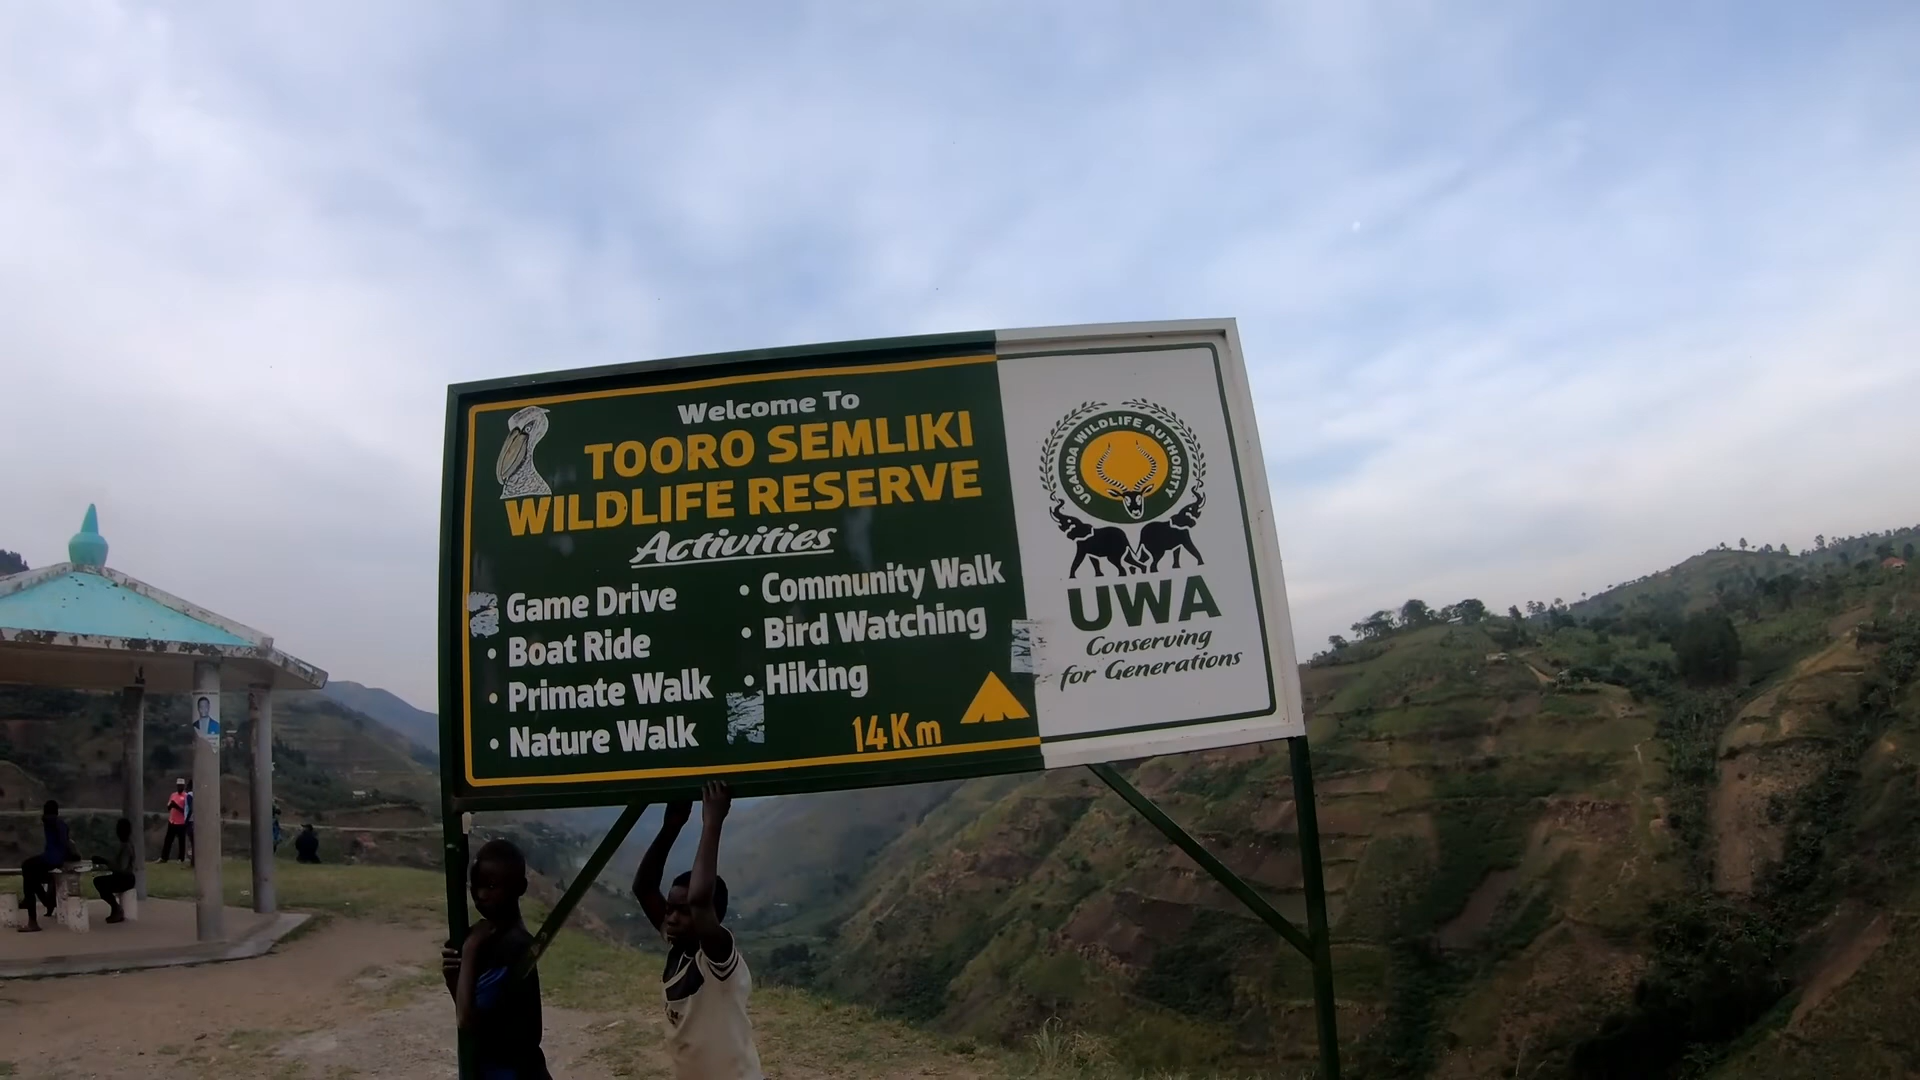 Welcome To
TOORO SEMLIKI
WILDLIFE RESERVE
Activities
Game Drive
• Boat Ride
• Primate Walk
• Nature Walk
• Community Walk
• Bird Watching
• Hiking
14Km
UGANDA WILDLIFE AUTHORITY
UWA
Conserving
for Generations